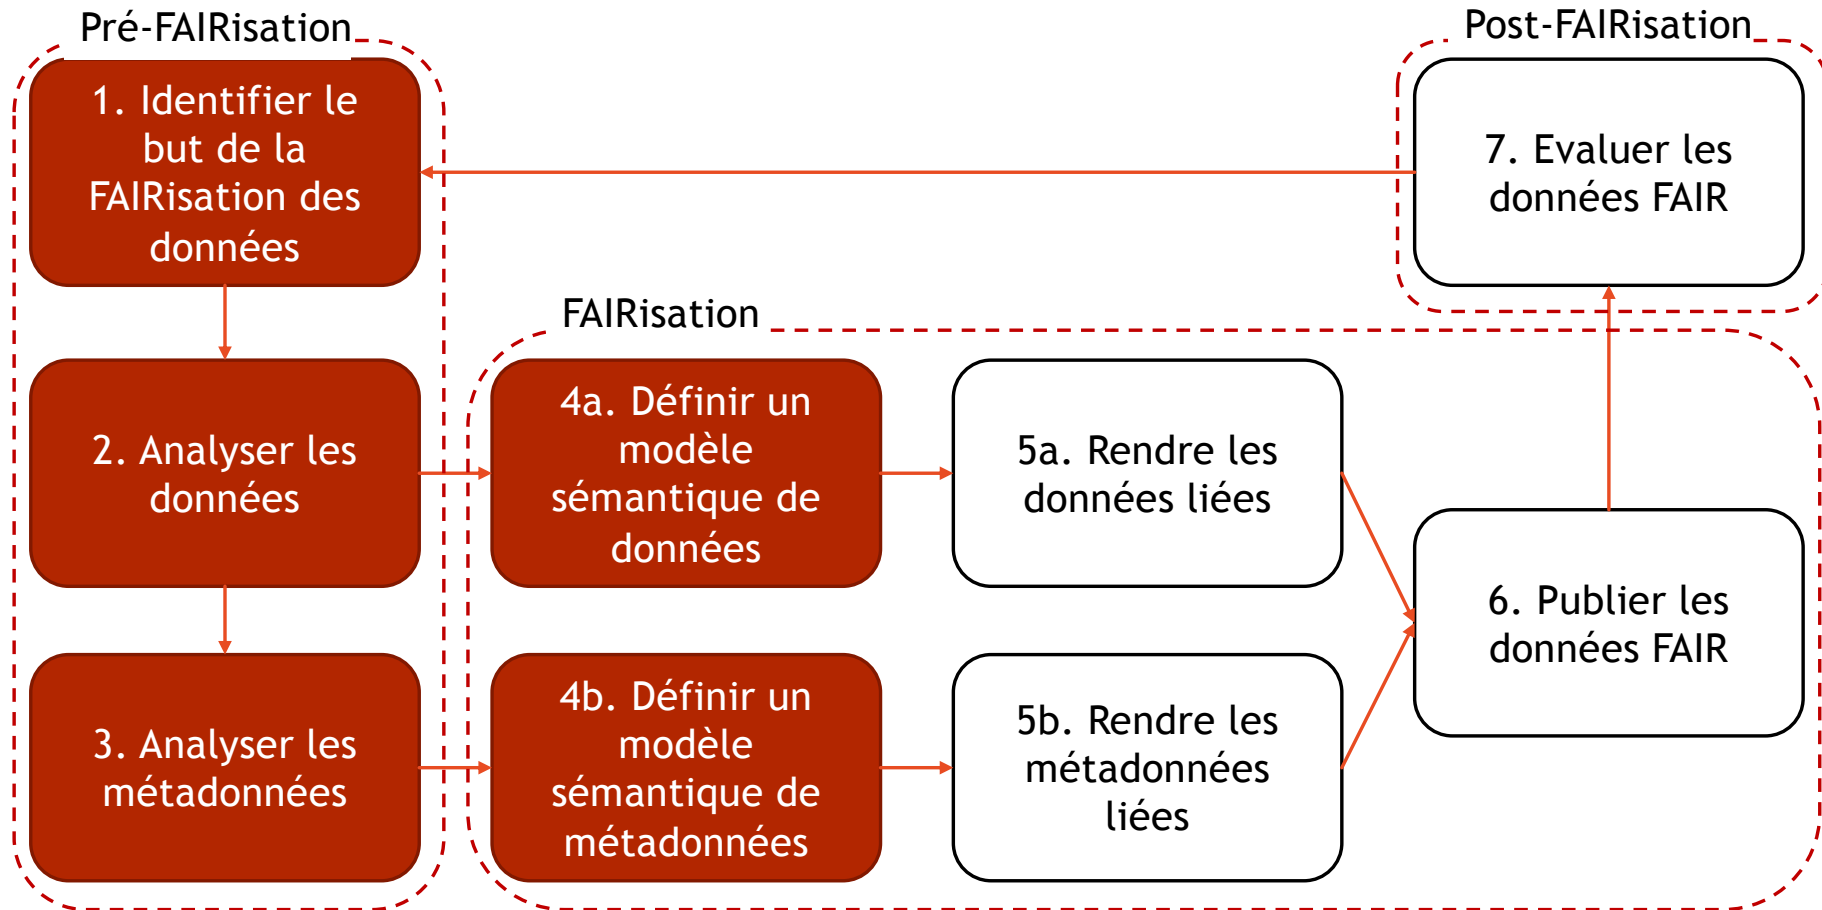 Pré-FAIRisation
1. Identifier le
but de la
FAIRisation des
données
2. Analyser les
données
3. Analyser les
métadonnées
FAIRisation
4a. Définir un
modèle
sémantique de
données
4b. Définir un
modèle
sémantique de
métadonnées
5a. Rendre les
données liées
5b. Rendre les
métadonnées
liées
6. Publier les
données FAIR
Post-FAIRisation
7. Evaluer les
données FAIR